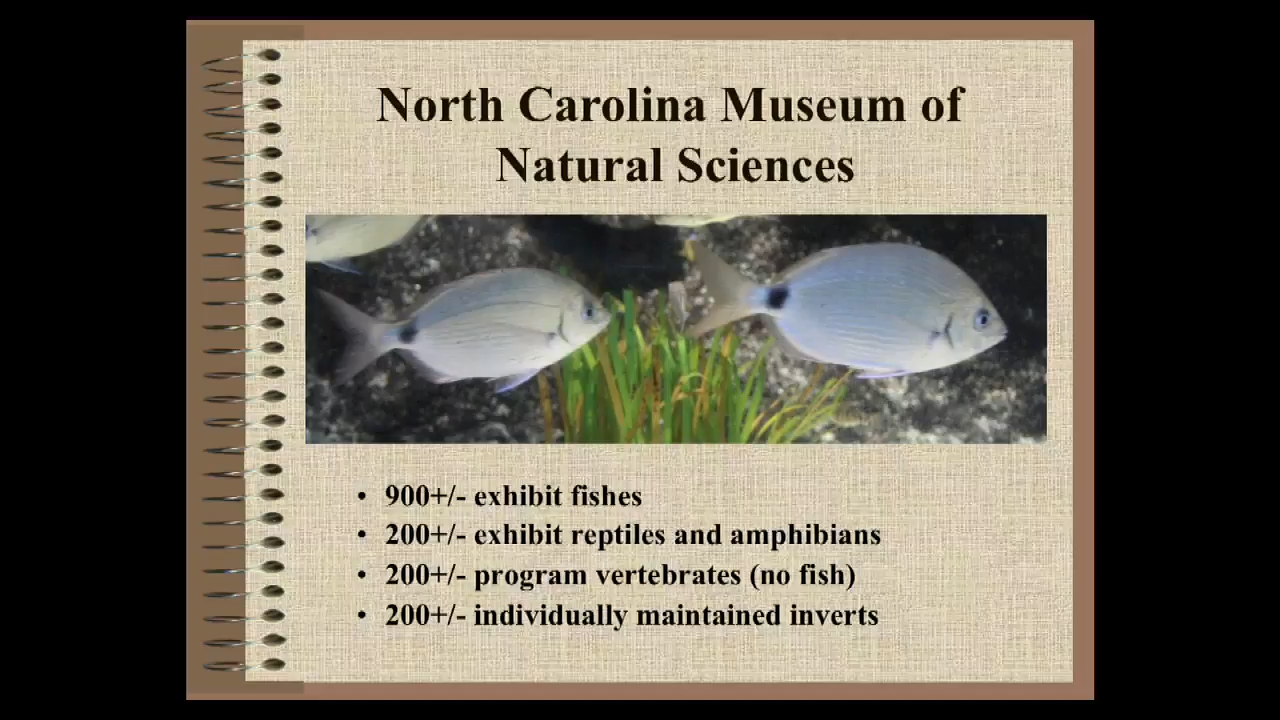 North Carolina Museum of
Natural Sciences
• 900+/- exhibit fishes
• 200+/- exhibit reptiles and amphibians
• 200+/- program vertebrates (no fish)
• 200+/- individually maintained inverts